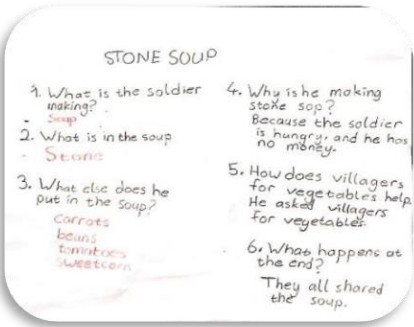 STONE SOUP
1. What is the soldier
making?
- Soup
2. What is in the soup
- Stone
3. What else does he
put in the soup?
carrots
beans
tomatoes
sweetcorn
4. Why is he making
stone sop?
Because the soldier
is hungry, and he has
no money.
5. How does villagers
for vegetables help
He asked villagers
for vegetables.
6. What happens at
the end?
They all shared
the soup.